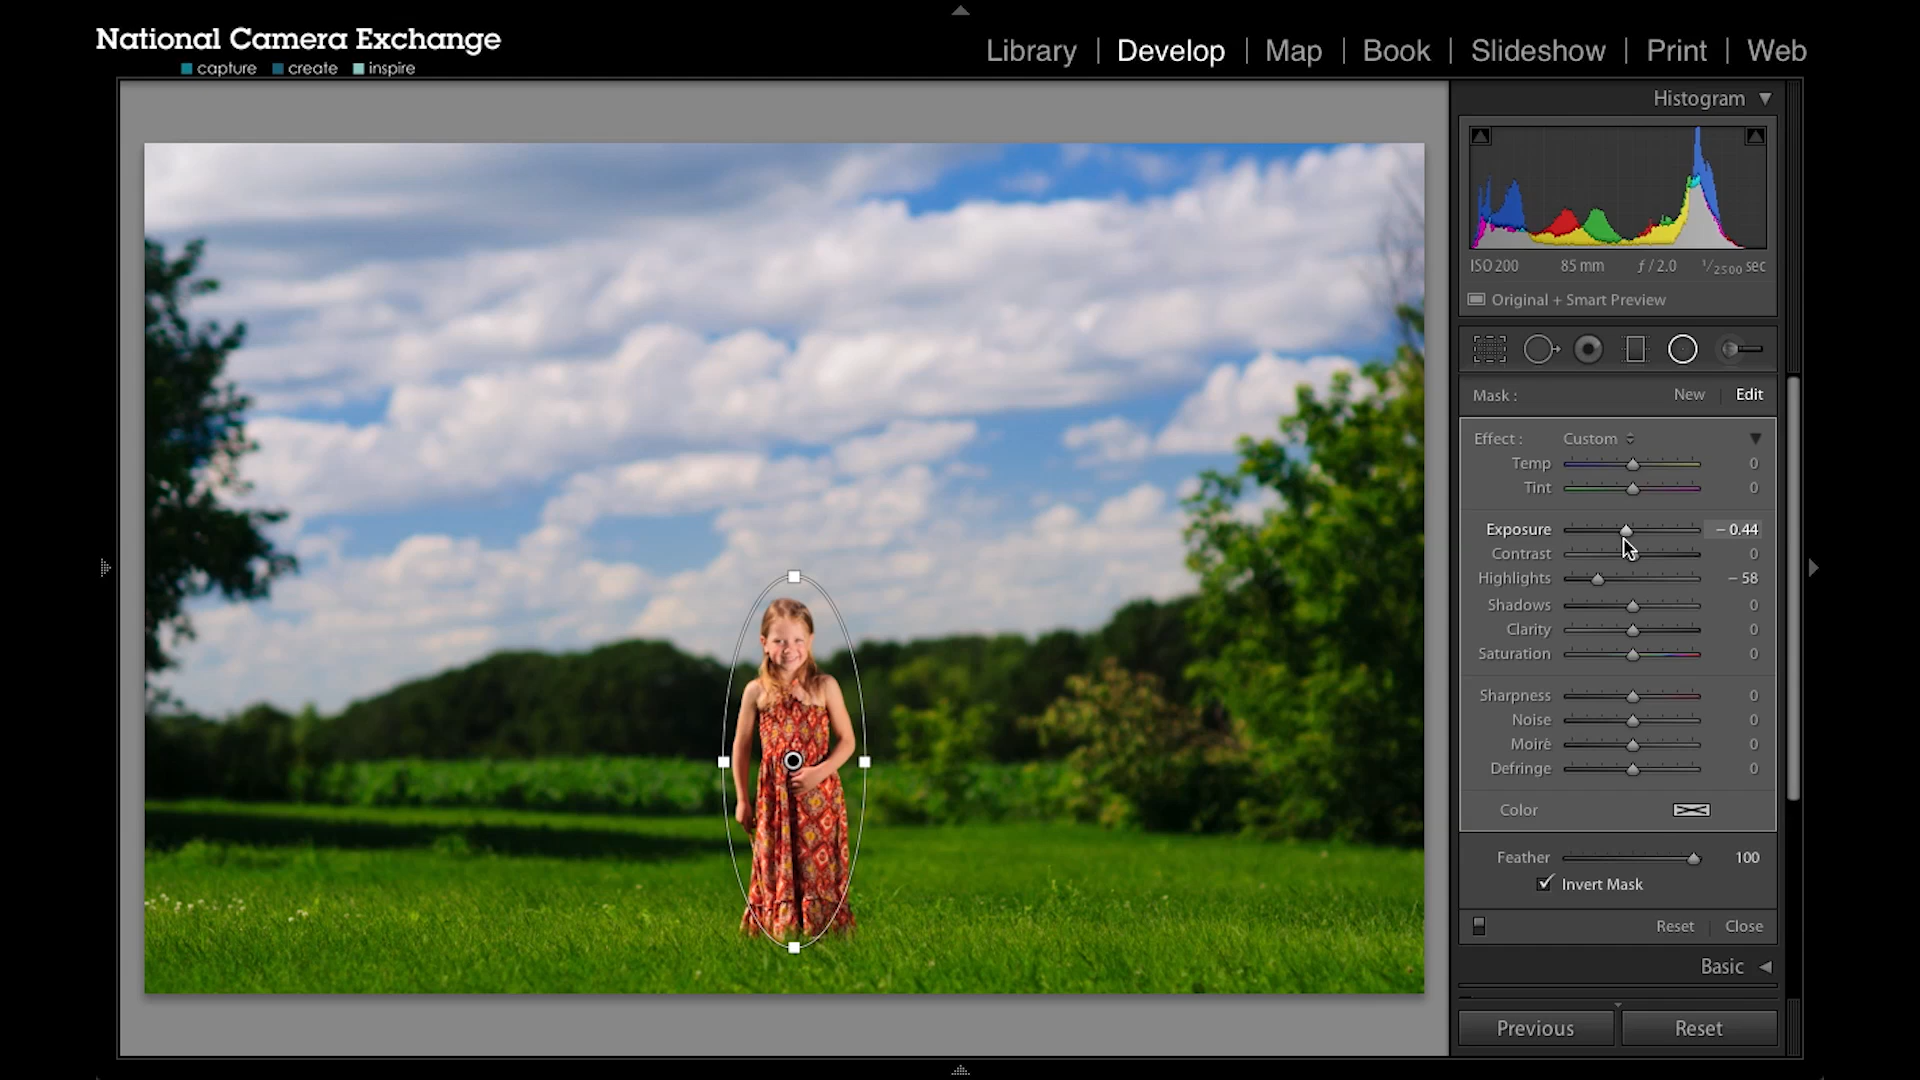 National Camera Exchange
capture create inspire
Library | Develop | Map | Book | Slideshow | Print | Web
Histogram
ISO 200 85 mm ƒ / 2.0 1/2500 sec
Original + Smart Preview
Mask : New Edit
Effect : Custom
Temp 0
Tint 0
Exposure – 0.44
Contrast 0
Highlights – 58
Shadows 0
Clarity 0
Saturation 0
Sharpness 0
Noise 0
Moiré 0
Defringe 0
Color
Feather 100
Invert Mask
Reset Close
Basic
Previous Reset